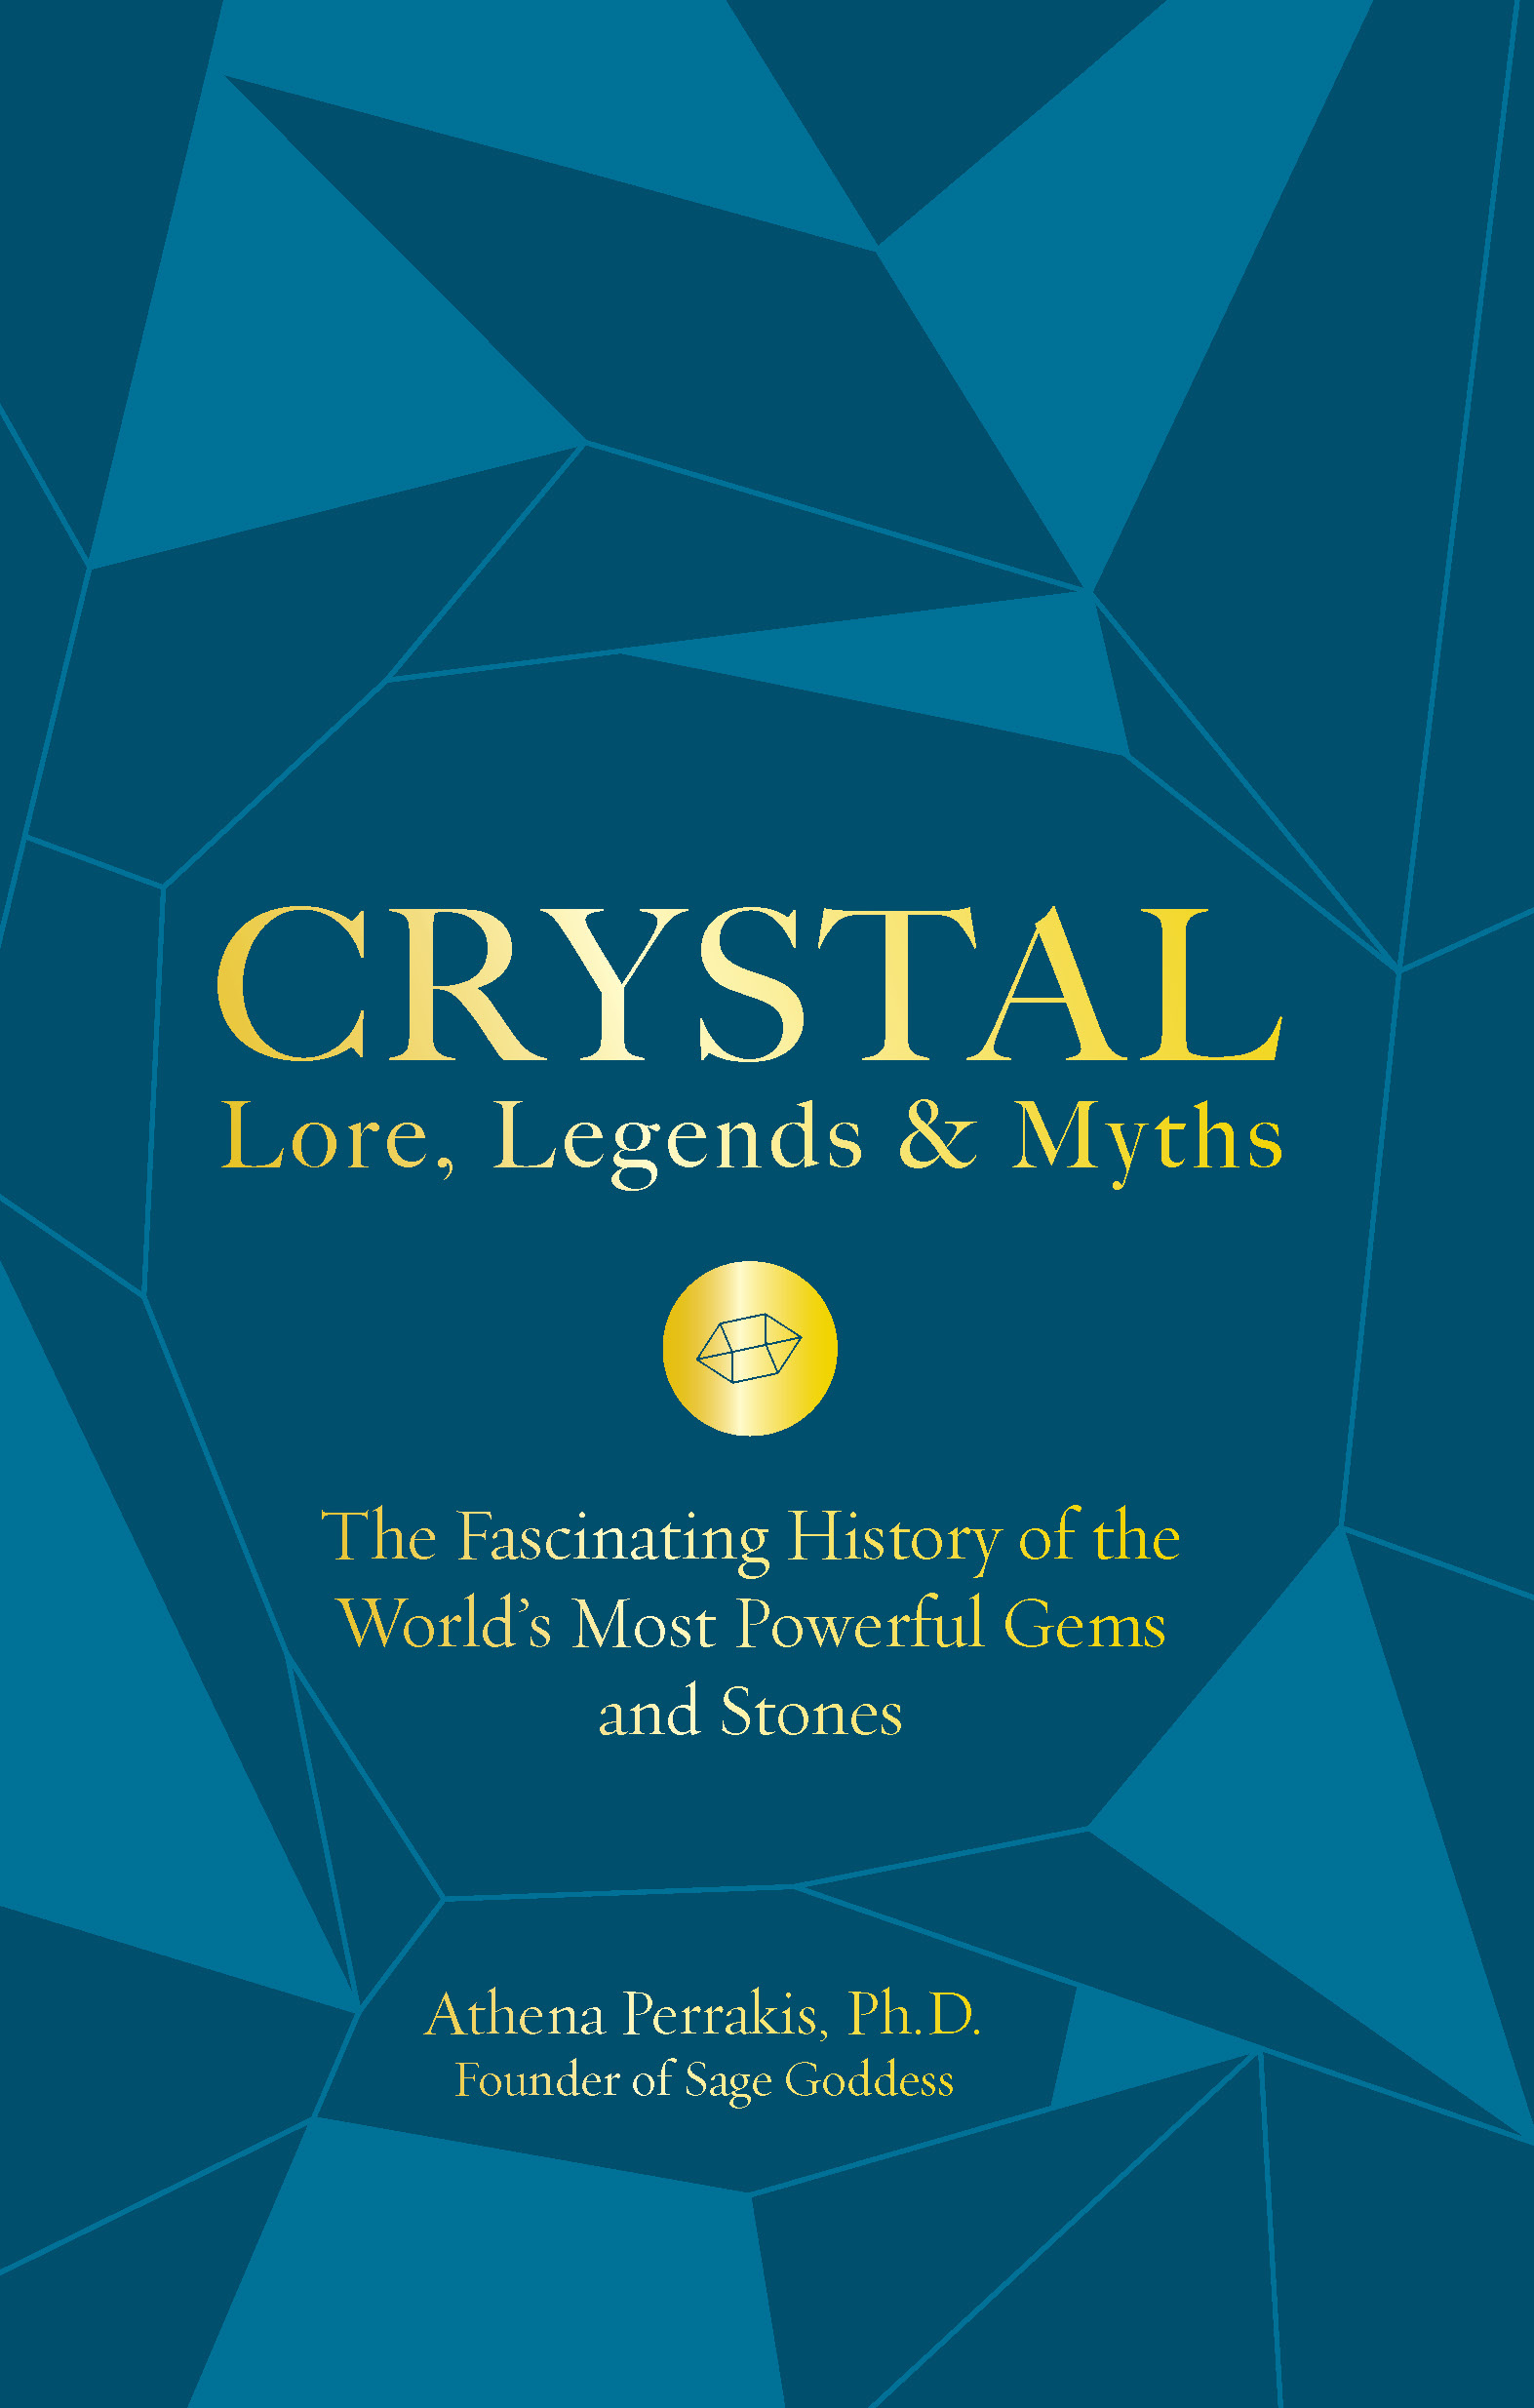 CRYSTAL
Lore, Legends & Myths
The Fascinating History of the
World’s Most Powerful Gems
and Stones
Athena Perrakis, Ph.D.
Founder of Sage Goddess